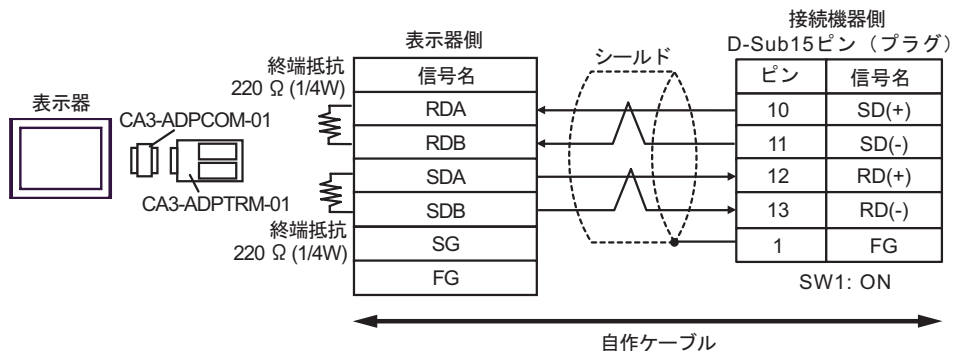 接続機器側
D-Sub15ピン（プラグ）
表示器側
シールド
終端抵抗
220 Ω (1/4W)
信号名
ピン 信号名
表示器
CA3-ADPCOM-01
RDA
10 SD(+)
RDB
11 SD(-)
SDA
12 RD(+)
CA3-ADPTRM-01
SDB
13 RD(-)
終端抵抗
220 Ω (1/4W)
SG
1 FG
FG
SW1: ON
自作ケーブル